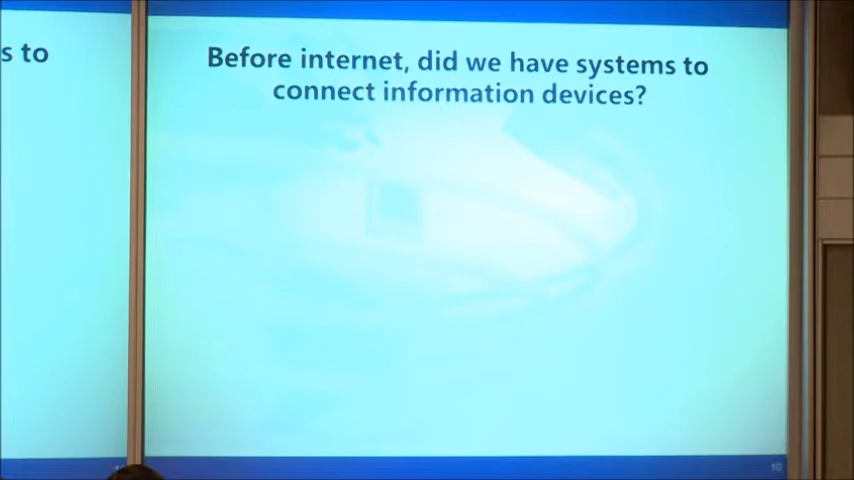 s to
Before internet, did we have systems to
connect information devices?
10